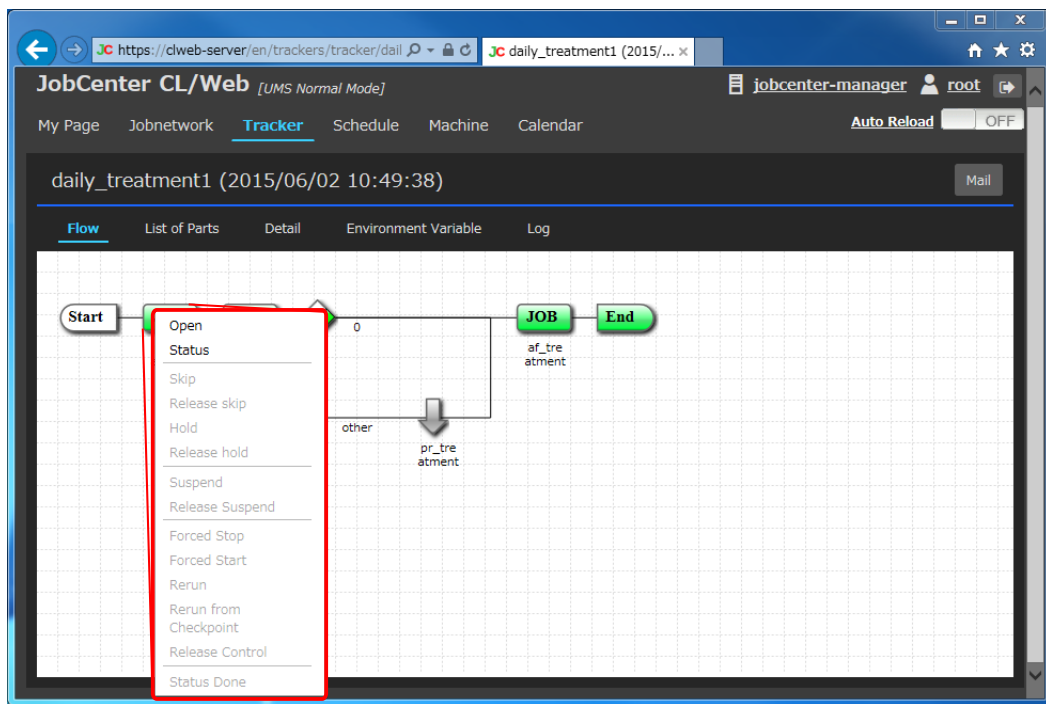 JC https://clweb-server/en/trackers/tracker/dail
JC daily_treatment1 (2015/... ×
JobCenter CL/Web [UMS Normal Mode]
jobcenter-manager root
My Page Jobnetwork Tracker Schedule Machine Calendar
Auto Reload OFF
daily_treatment1 (2015/06/02 10:49:38)
Mail
Flow List of Parts Detail Environment Variable Log
Start
0
JOB
End
af_tre
atment
other
pr_tre
atment
Open
Status
Skip
Release skip
Hold
Release hold
Suspend
Release Suspend
Forced Stop
Forced Start
Rerun
Rerun from
Checkpoint
Release Control
Status Done